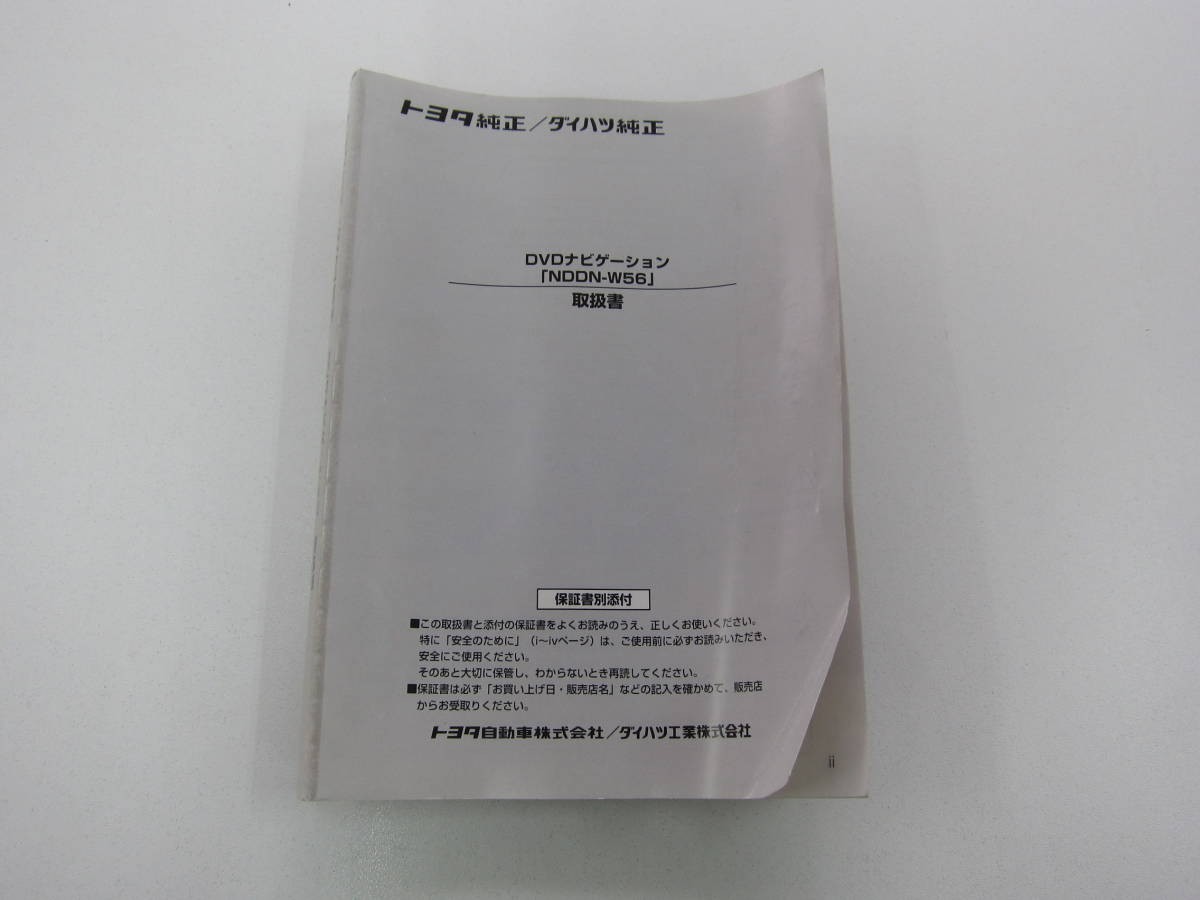 トヨタ純正／ダイハツ純正
DVDナビゲーション
「NDDN-W56」
取扱書
保証書別添付
■この取扱書と添付の保証書をよくお読みのうえ、正しくお使いください。
特に「安全のために」（i～ivページ）は、ご使用前に必ずお読みいただき、
安全にご使用ください。
そのあと大切に保管し、わからないとき再読してください。
■保証書は必ず「お買い上げ日・販売店名」などの記入を確かめて、販売店
からお受取りください。
トヨタ自動車株式会社／ダイハツ工業株式会社
ii